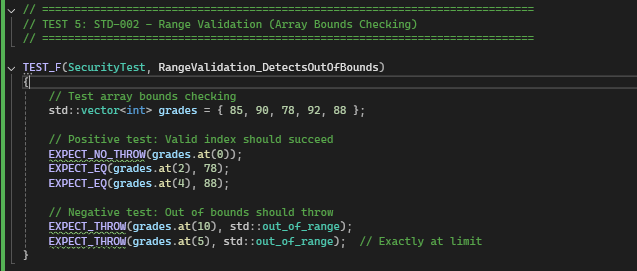 // ======================================================================
// TEST 5: STD-002 - Range Validation (Array Bounds Checking)
// ======================================================================
TEST_F(SecurityTest, RangeValidation_DetectsOutOfBounds)
{
// Test array bounds checking
std::vector<int> grades = { 85, 90, 78, 92, 88 };
// Positive test: Valid index should succeed
EXPECT_NO_THROW(grades.at(0));
EXPECT_EQ(grades.at(2), 78);
EXPECT_EQ(grades.at(4), 88);
// Negative test: Out of bounds should throw
EXPECT_THROW(grades.at(10), std::out_of_range);
EXPECT_THROW(grades.at(5), std::out_of_range);  // Exactly at limit
}